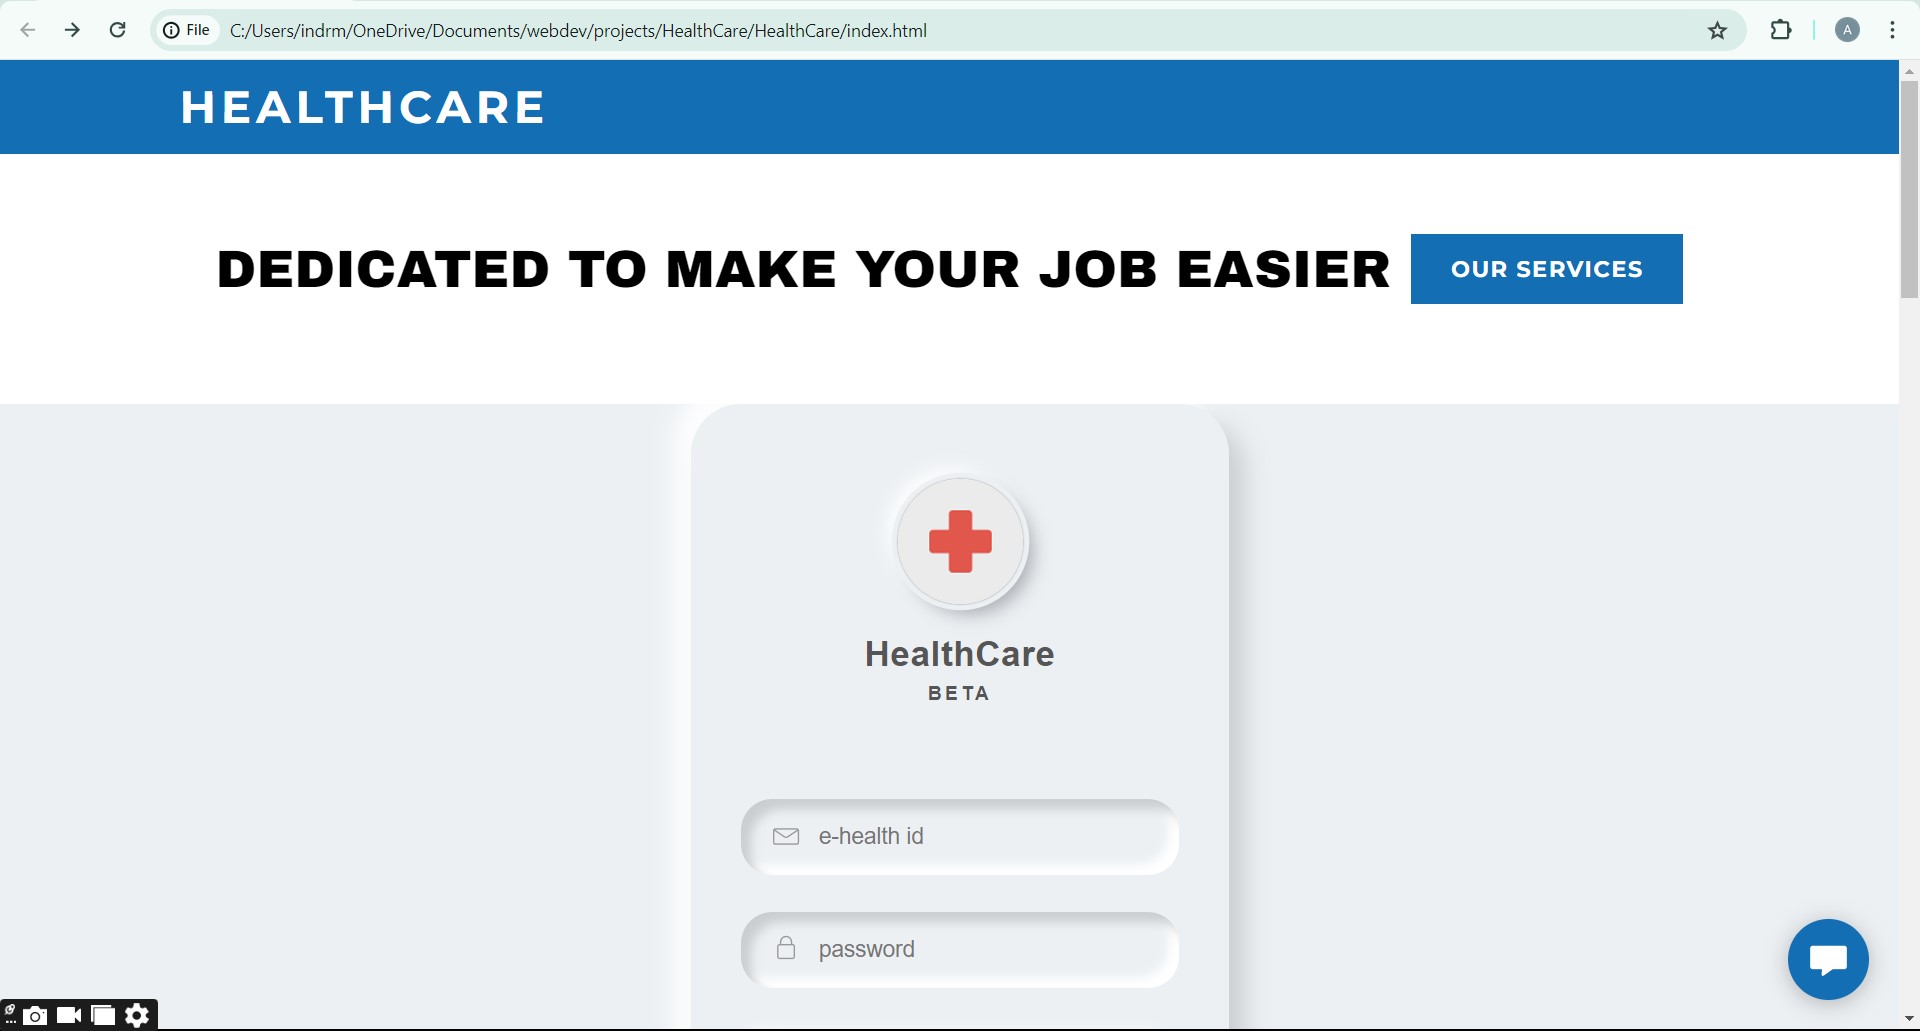 File C:/Users/indrm/OneDrive/Documents/webdev/projects/HealthCare/HealthCare/index.html
A
HEALTHCARE
DEDICATED TO MAKE YOUR JOB EASIER
OUR SERVICES
HealthCare
BETA
e-health id
password